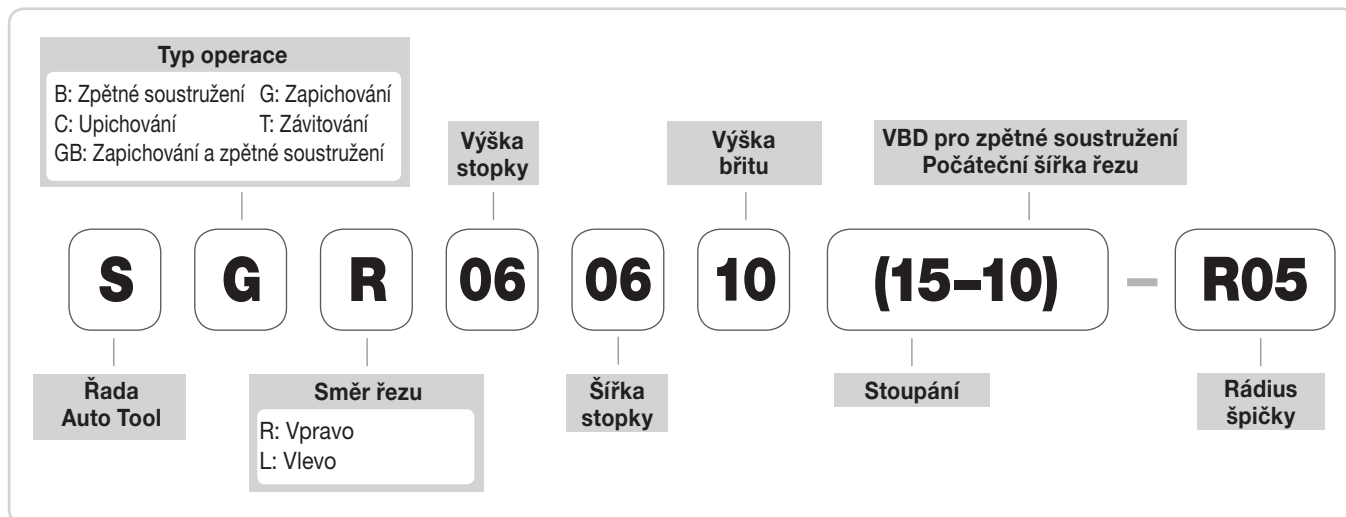 Typ operace
B: Zpětné soustružení G: Zapichování
C: Upichování T: Závitování
GB: Zapichování a zpětné soustružení
Výška
stopky
Výška
břitu
VBD pro zpětné soustružení
Počáteční šířka řezu
S G R 06 06 10 (15–10) – R05
Řada
Auto Tool
Směr řezu
R: Vpravo
L: Vlevo
Šířka
stopky
Stoupání
Rádius
špičky